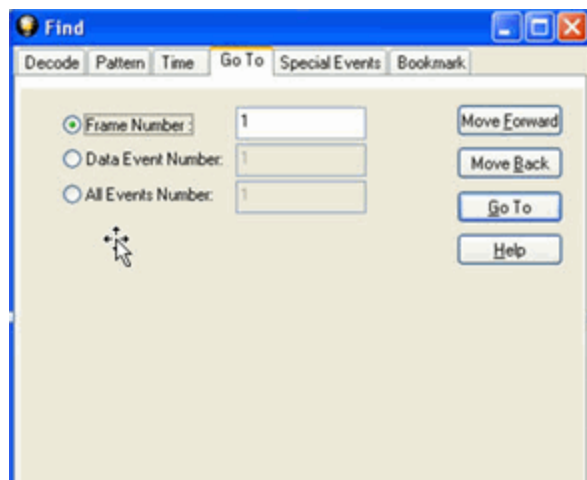 Find
Decode Pattern Time Go To Special Events Bookmark
Frame Number: 1 Move Forward
Data Event Number: 1 Move Back
All Events Number: 1 Go To
Help